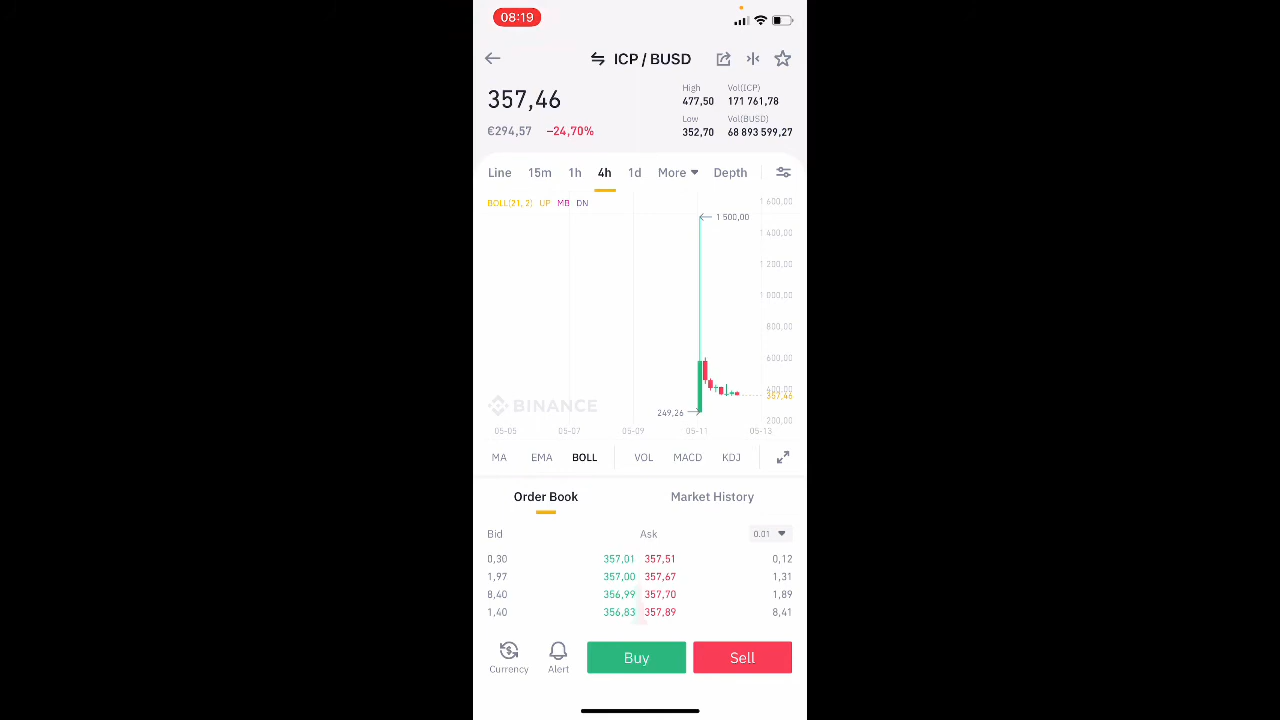 08:19
ICP / BUSD
357,46
€294,57 −24,70%
High
477,50
Low
352,70
Vol(ICP)
171 761,78
Vol(BUSD)
68 893 599,27
Line 15m 1h 4h 1d More Depth
BOLL(21, 2) UP MB DN
1 600,00
1 500,00
1 400,00
1 200,00
1 000,00
800,00
600,00
400,00
357,46
249,26
200,00
BINANCE
05-05 05-07 05-09 05-11 05-13
MA EMA BOLL VOL MACD KDJ
Order Book Market History
Bid Ask 0.01
0,30 357,01 357,51 0,12
1,97 357,00 357,67 1,31
8,40 356,99 357,70 1,89
1,40 356,83 357,89 8,41
Currency Alert Buy Sell